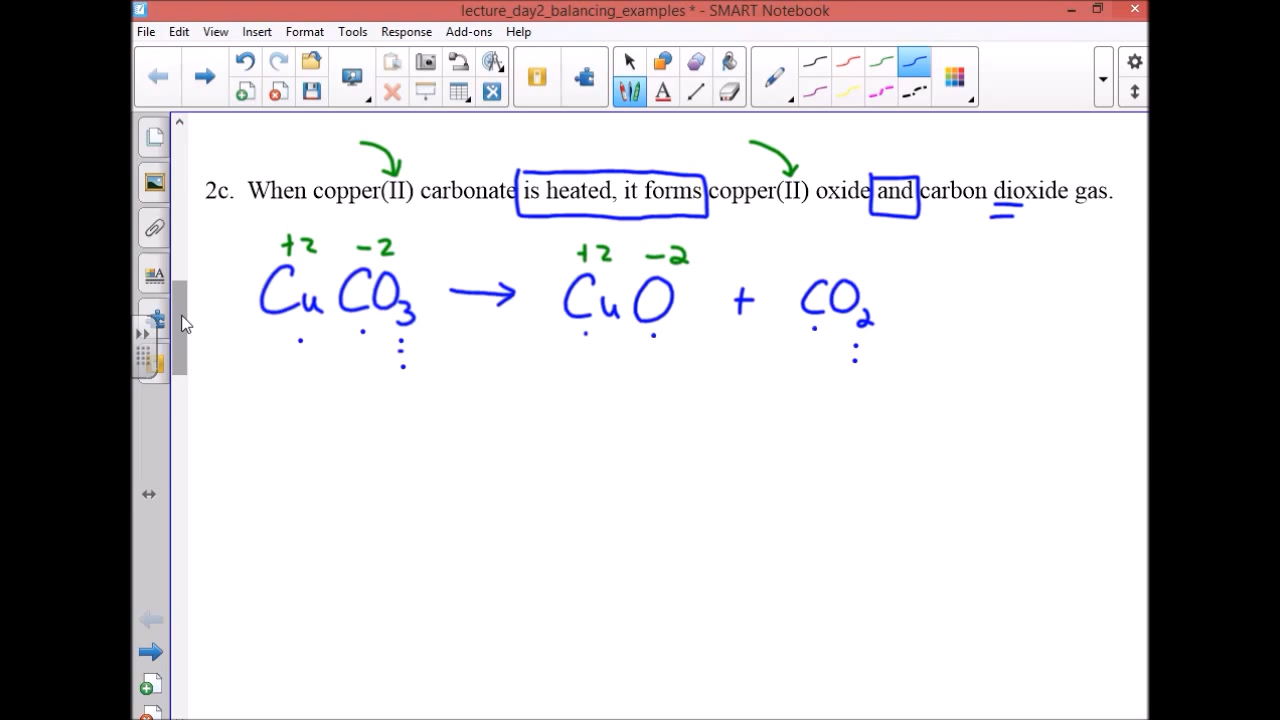 lecture_day2_balancing_examples * - SMART Notebook
File Edit View Insert Format Tools Response Add-ons Help
2c. When copper(II) carbonate is heated, it forms copper(II) oxide and carbon dioxide gas.
+2 -2 +2 -2
CuCO₃ → CuO + CO₂